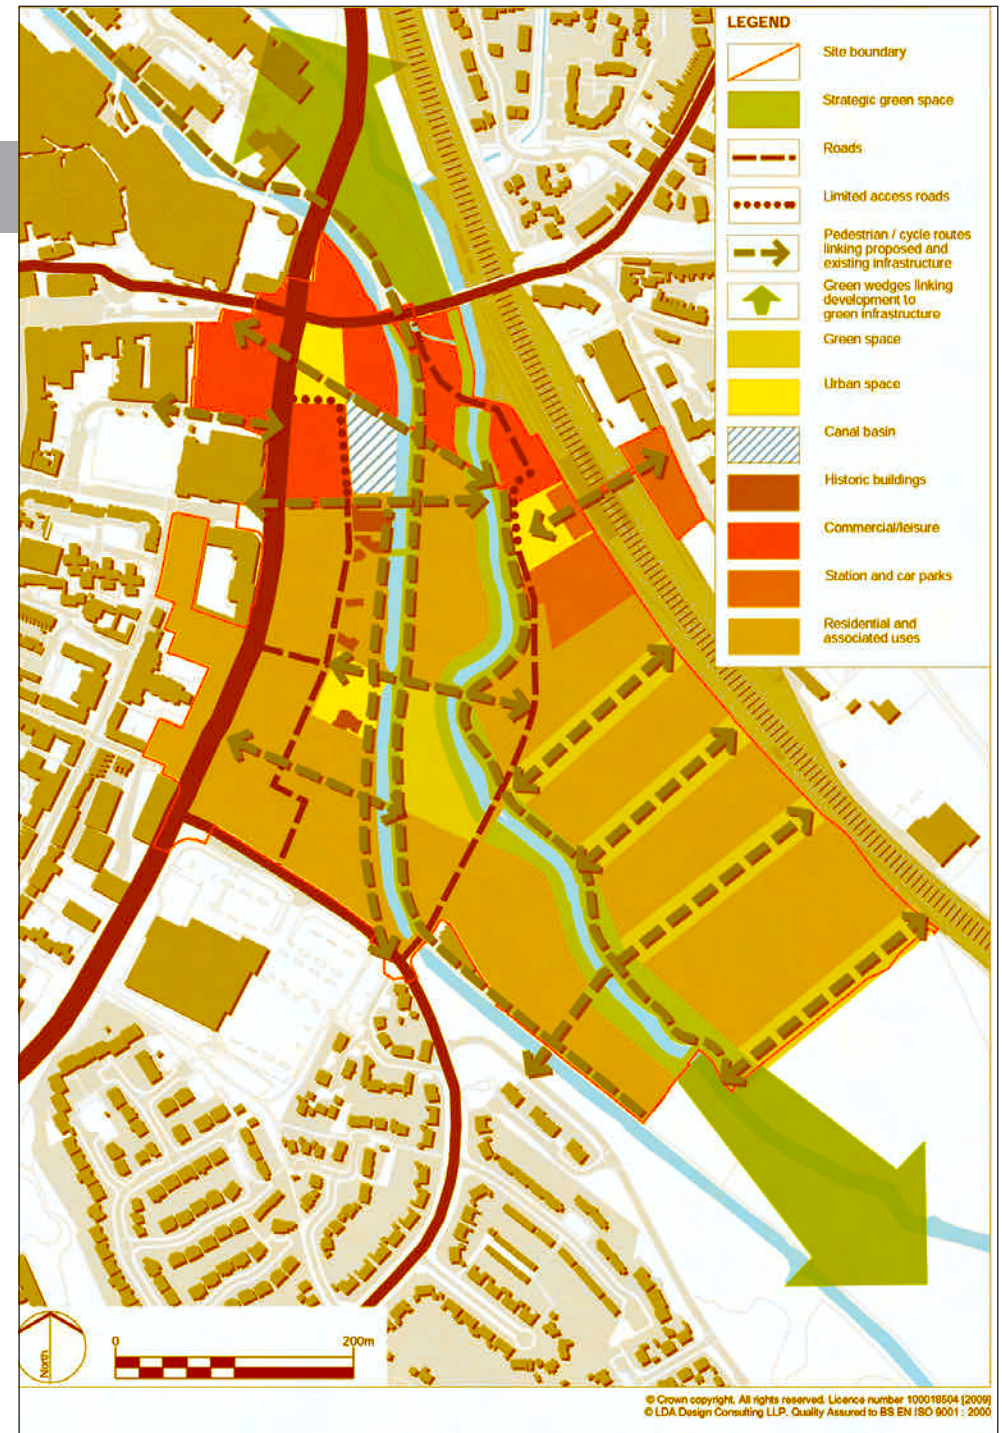 LEGEND
Site boundary
Strategic green space
Roads
Limited access roads
Pedestrian / cycle routes
linking proposed and
existing infrastructure
Green wedges linking
development to
green infrastructure
Green space
Urban space
Canal basin
Historic buildings
Commercial/leisure
Station and car parks
Residential and
associated uses
North
0 200m
© Crown copyright. All rights reserved. Licence number 100018504 [2009]
© LDA Design Consulting LLP. Quality Assured to BS EN ISO 9001 : 2000